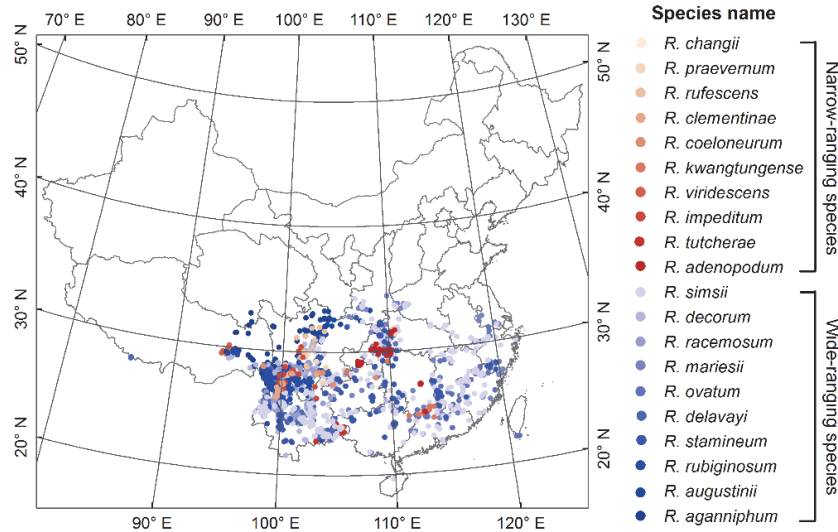 70° E 80° E 90° E 100° E 110° E 120° E 130° E
50° N
40° N
30° N
20° N
50° N
40° N
30° N
20° N
90° E 100° E 110° E 120° E
Species name
R. changii
R. praevernum
R. rufescens
R. clementinae
R. coeloneurum
R. kwangtungense
R. viridescens
R. impeditum
R. tutcherae
R. adenopodum
R. simsii
R. decorum
R. racemosum
R. mariesii
R. ovatum
R. delavayi
R. stamineum
R. rubiginosum
R. augustinii
R. aganniphum
Narrow-ranging species
Wide-ranging species